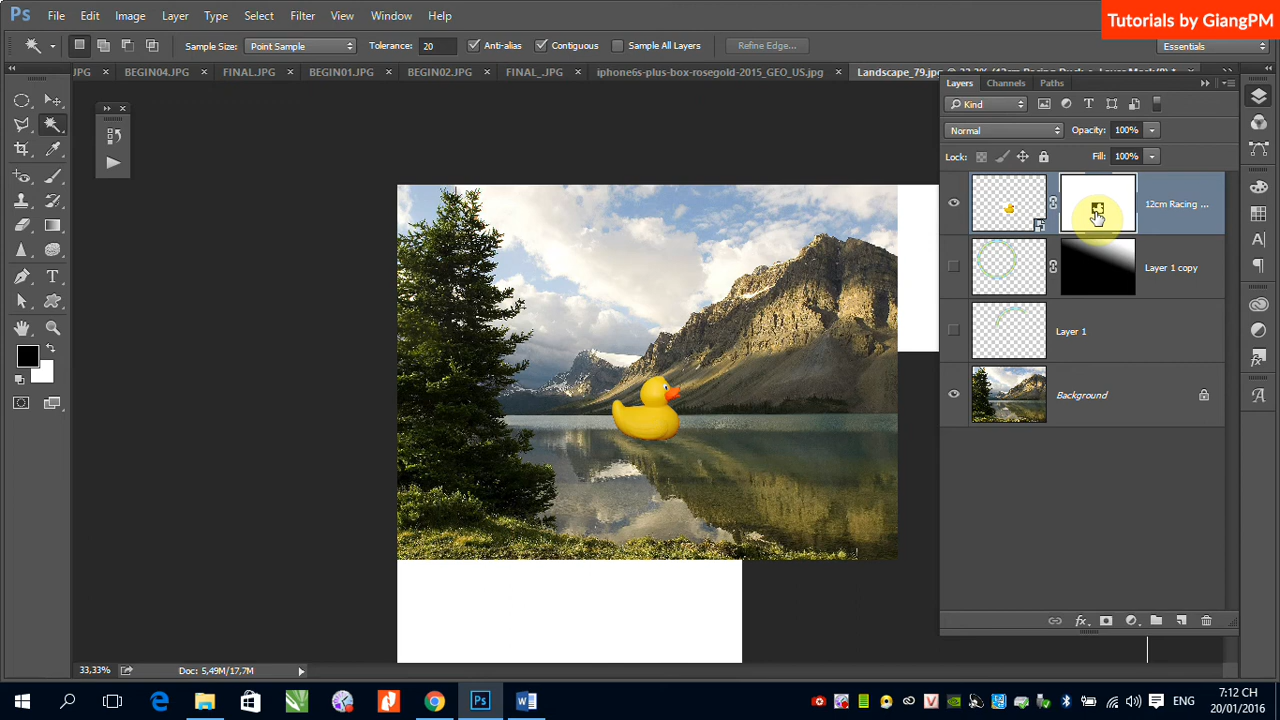 Ps File Edit Image Layer Type Select Filter View Window Help
Tutorials by GiangPM
Sample Size: Point Sample Tolerance: 20 Anti-alias Contiguous Sample All Layers Refine Edge... Essentials
JPG × BEGIN04.JPG × FINAL.JPG × BEGIN01.JPG × BEGIN02.JPG × FINAL_.JPG × iphone6s-plus-box-rosegold-2015_GEO_US.jpg × Landscape_79.jpg
Layers Channels Paths
Kind
Normal Opacity: 100%
Lock: Fill: 100%
12cm Racing ...
Layer 1 copy
Layer 1
Background
33,33% Doc: 5,49M/17,7M
ENG
7:12 CH
20/01/2016